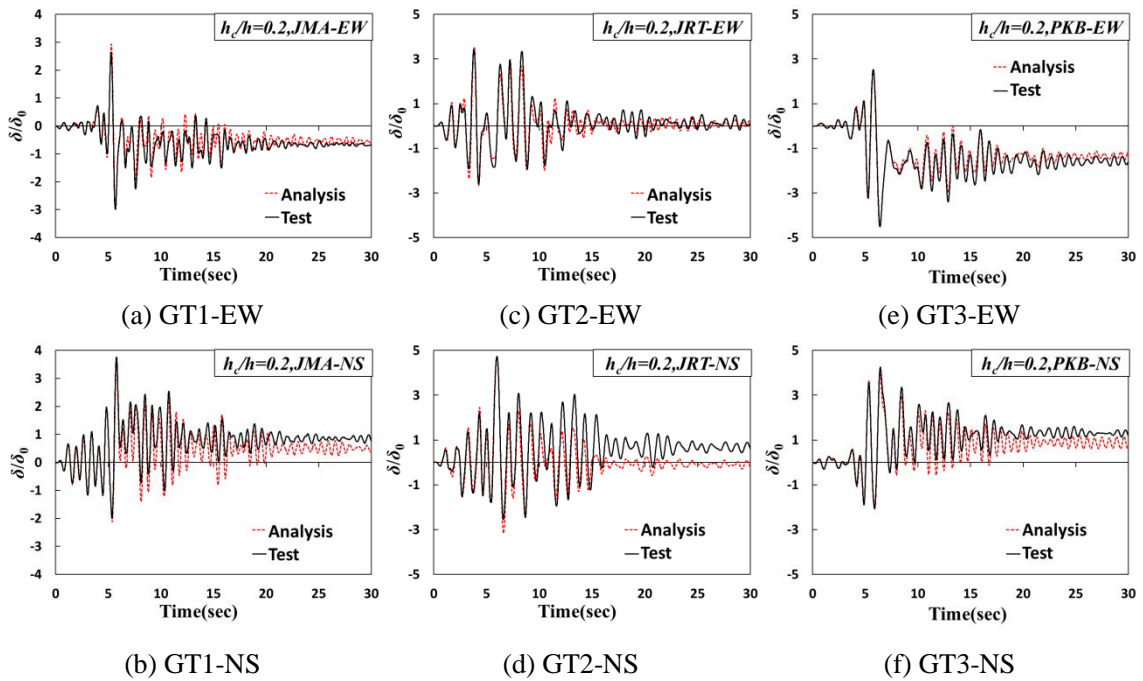 h_c/h=0.2,JMA-EW
4
3
2
1
0
-1
-2
-3
-4
δ/δ₀
Analysis
Test
0 5 10 15 20 25 30
Time(sec)
(a) GT1-EW
h_c/h=0.2,JRT-EW
5
3
1
-1
-3
-5
δ/δ₀
Analysis
Test
0 5 10 15 20 25 30
Time(sec)
(c) GT2-EW
h_c/h=0.2,PKB-EW
5
3
1
-1
-3
-5
δ/δ₀
Analysis
Test
0 5 10 15 20 25 30
Time(sec)
(e) GT3-EW
h_c/h=0.2,JMA-NS
4
3
2
1
0
-1
-2
-3
-4
δ/δ₀
Analysis
Test
0 5 10 15 20 25 30
Time(sec)
(b) GT1-NS
h_c/h=0.2,JRT-NS
5
3
1
-1
-3
-5
δ/δ₀
Analysis
Test
0 5 10 15 20 25 30
Time(sec)
(d) GT2-NS
h_c/h=0.2,PKB-NS
5
3
1
-1
-3
-5
δ/δ₀
Analysis
Test
0 5 10 15 20 25 30
Time(sec)
(f) GT3-NS